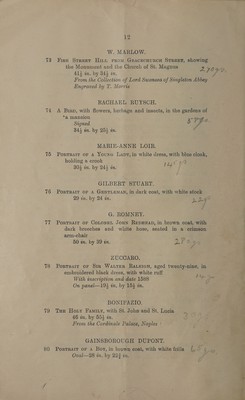 12
W. MARLOW.
73 FISH STREET HILL FROM GRACECHURCH STREET, showing
the Monument and the Church of St. Magnus
41½ in. by 34½ in.
From the Collection of Lord Swansea of Singleton Abbey
Engraved by T. Morris
RACHAEL RUYSCH.
74 A BIRD, with flowers, herbage and insects, in the gardens of
a mansion
Signed
34½ in. by 25½ in.
MARIE-ANNE LOIR.
75 PORTRAIT OF A YOUNG LADY, in white dress, with blue cloak,
holding a crook
30½ in. by 24½ in.
GILBERT STUART.
76 PORTRAIT OF A GENTLEMAN, in dark coat, with white stock
29 in. by 24 in.
G. ROMNEY.
77 PORTRAIT OF COLONEL JOHN REDHEAD, in brown coat, with
dark breeches and white hose, seated in a crimson
arm-chair
50 in. by 39 in.
ZUCCARO.
78 PORTRAIT OF SIR WALTER RALEIGH, aged twenty-nine, in
embroidered black dress, with white ruff
With inscription and date 1588
On panel—19½ in. by 15½ in.
BONIFAZIO.
79 THE HOLY FAMILY, with St. John and St. Lucia
46 in. by 35½ in.
From the Cardinale Palace, Naples
GAINSBOROUGH DUPONT.
80 PORTRAIT OF A BOY, in brown coat, with white frills
Oval—26 in. by 21½ in.